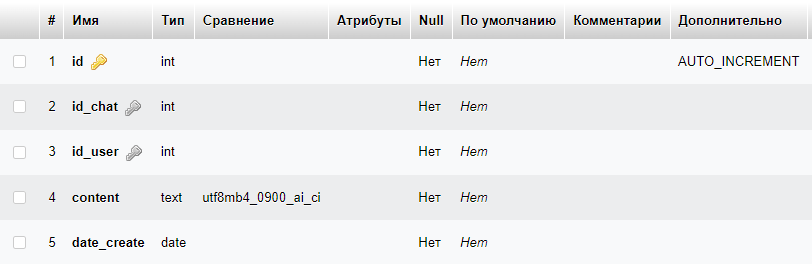 # Имя Тип Сравнение Атрибуты Null По умолчанию Комментарии Дополнительно
1 id int Нет Нет AUTO_INCREMENT
2 id_chat int Нет Нет
3 id_user int Нет Нет
4 content text utf8mb4_0900_ai_ci Нет Нет
5 date_create date Нет Нет